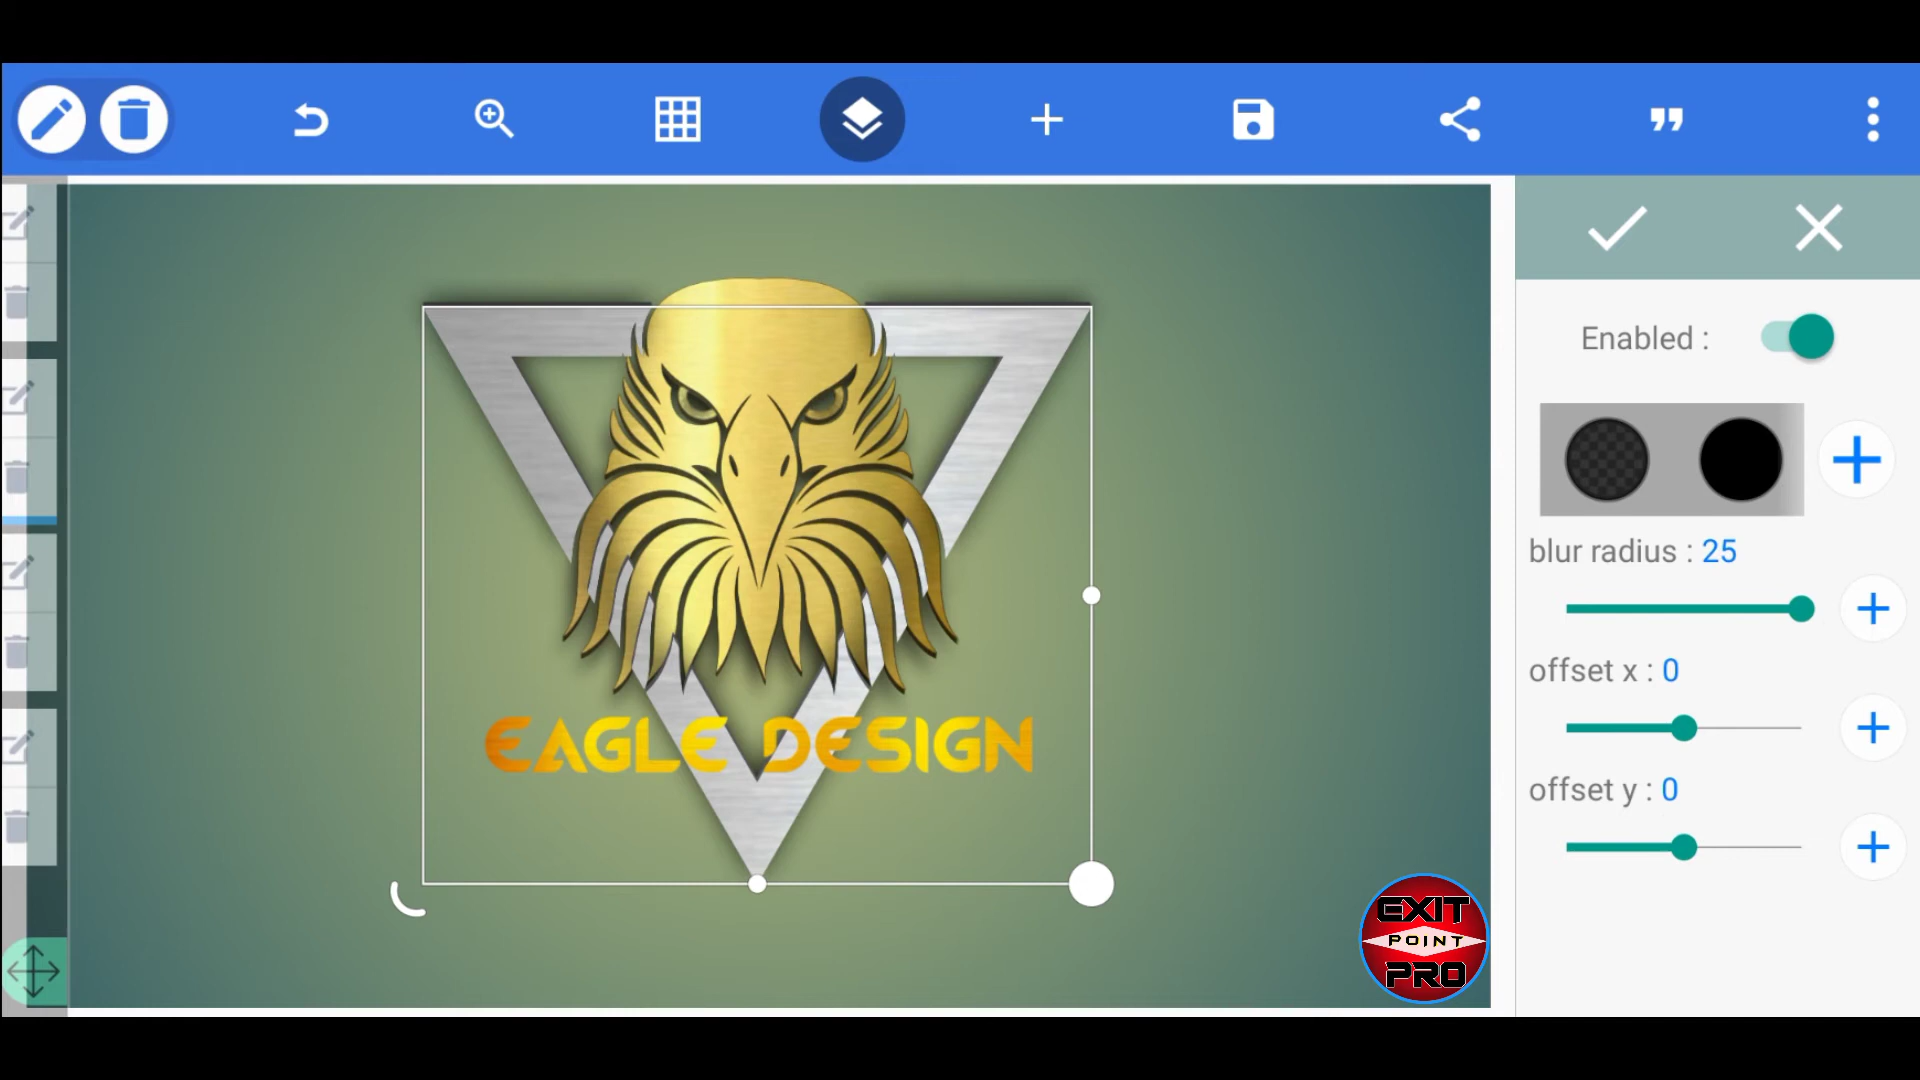 Enabled :
blur radius : 25
offset x : 0
offset y : 0
EAGLE DESIGN
EXIT
POINT
PRO